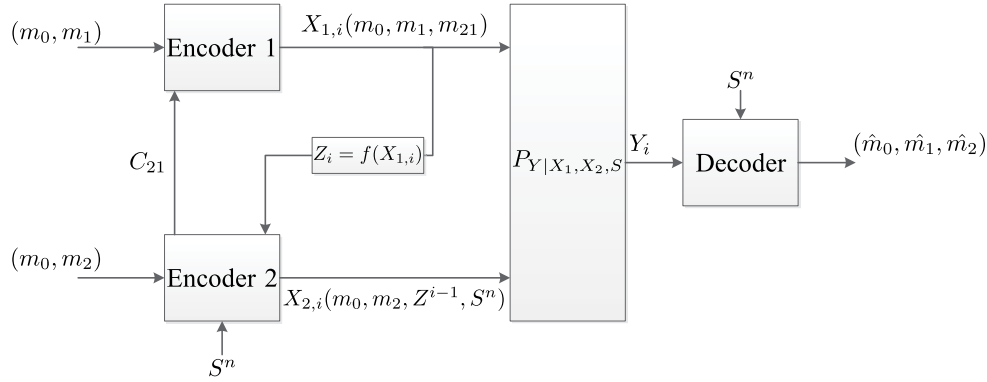 (m_0, m_1)
Encoder 1
X_{1,i}(m_0, m_1, m_{21})
C_{21}
Z_i = f(X_{1,i})
P_{Y|X_1,X_2,S}
Y_i
S^n
Decoder
(\hat{m}_0, \hat{m}_1, \hat{m}_2)
(m_0, m_2)
Encoder 2
X_{2,i}(m_0, m_2, Z^{i-1}, S^n)
S^n